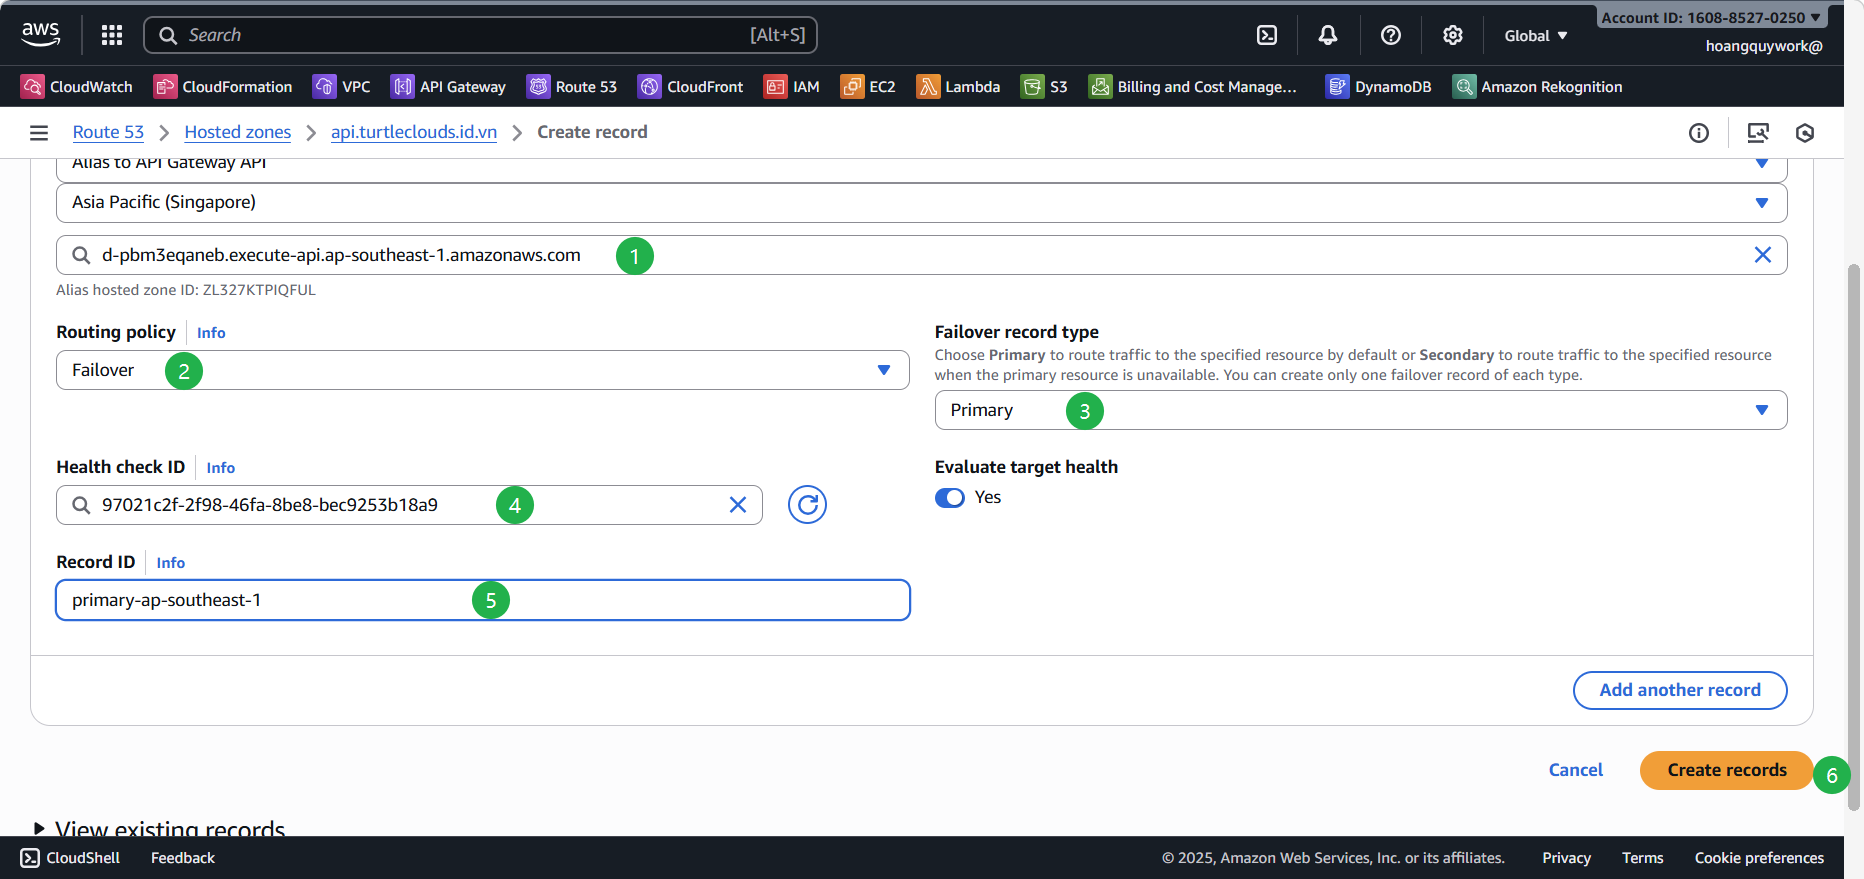 aws Search [Alt+S] Global Account ID: 1608-8527-0250
hoangquywork@
CloudWatch CloudFormation VPC API Gateway Route 53 CloudFront IAM EC2 Lambda S3 Billing and Cost Manage... DynamoDB Amazon Rekognition
Route 53 Hosted zones api.turtleclouds.id.vn Create record
Alias to API Gateway API
Asia Pacific (Singapore)
d-pbm3eqaneb.execute-api.ap-southeast-1.amazonaws.com 1
Alias hosted zone ID: ZL327KTPIQFUL
Routing policy Info
Failover 2
Failover record type
Choose Primary to route traffic to the specified resource by default or Secondary to route traffic to the specified resource
when the primary resource is unavailable. You can create only one failover record of each type.
Primary 3
Health check ID Info
97021c2f-2f98-46fa-8be8-bec9253b18a9 4
Evaluate target health
Yes
Record ID Info
primary-ap-southeast-1 5
Add another record
Cancel Create records 6
View existing records
CloudShell Feedback © 2025, Amazon Web Services, Inc. or its affiliates. Privacy Terms Cookie preferences